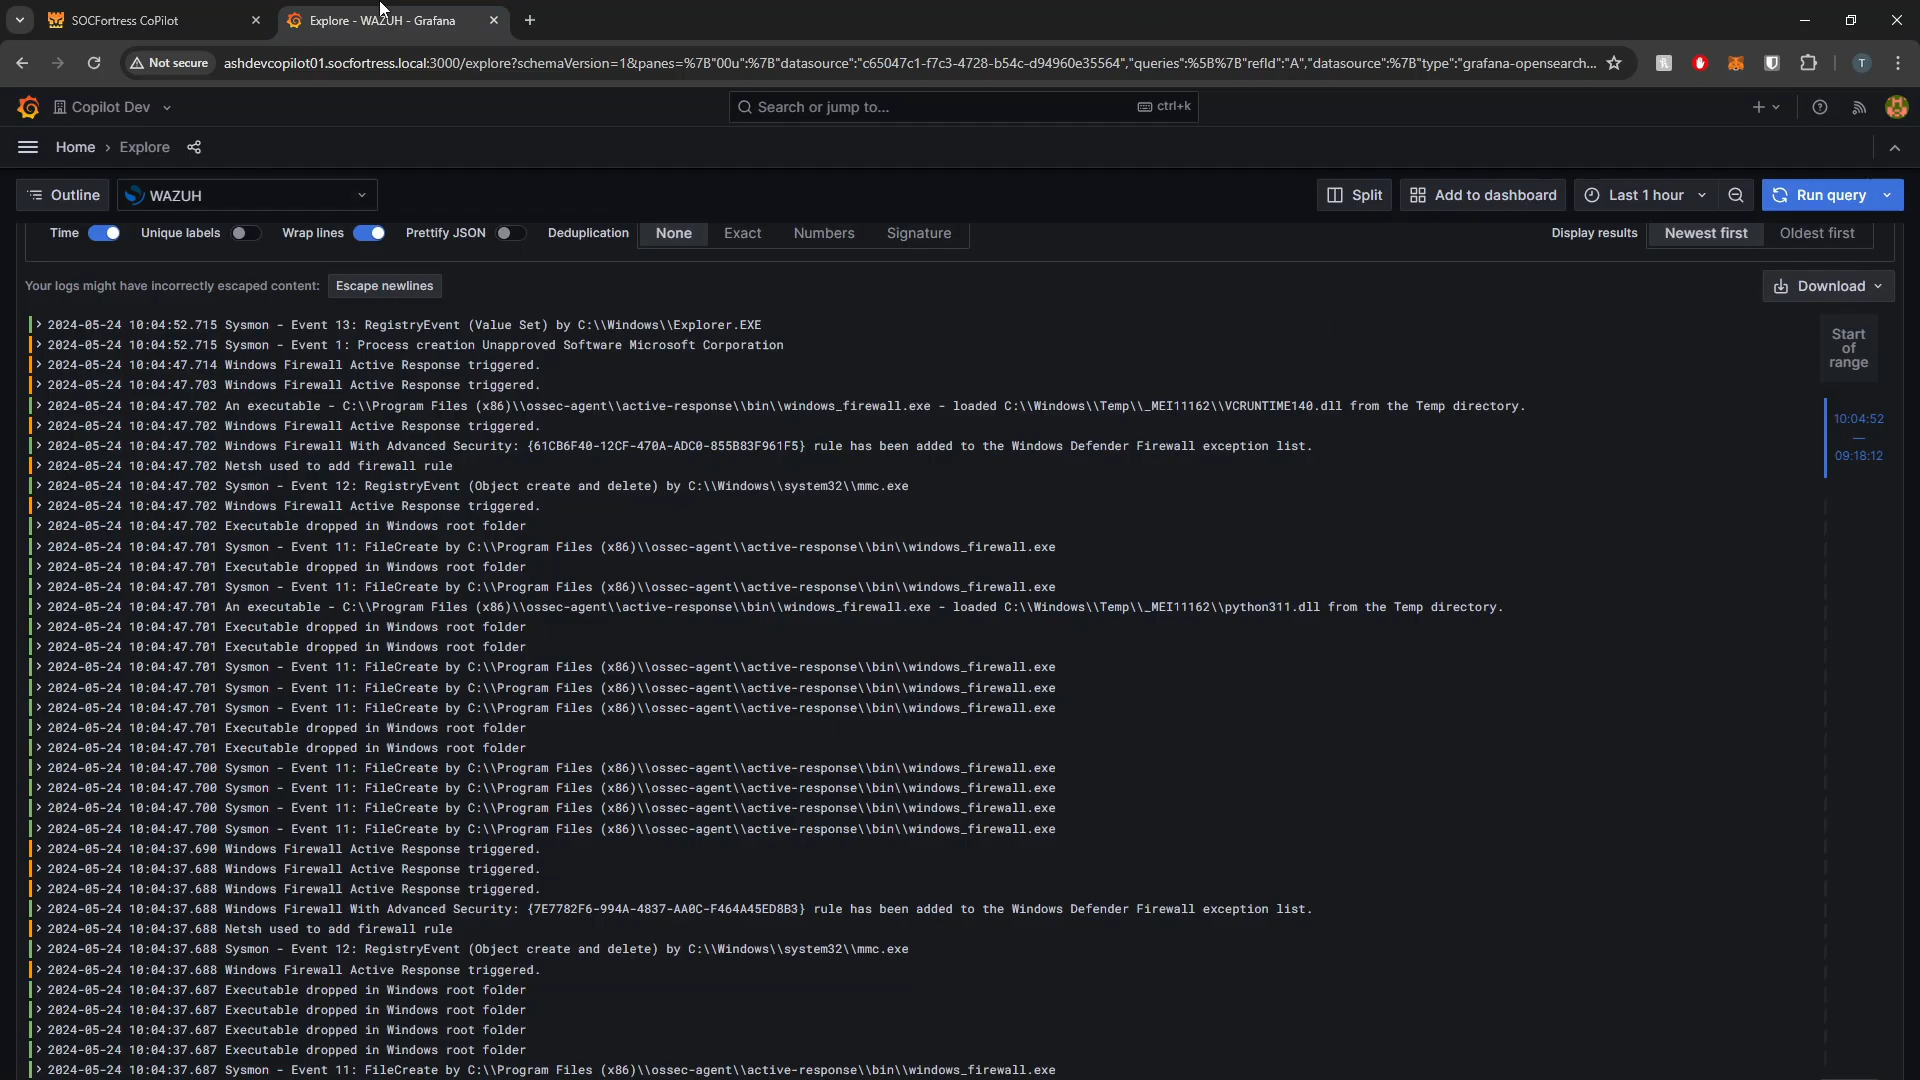 SOCFortress CoPilot
Explore - WAZUH - Grafana
Not secure
ashdevcopilot01.socfortress.local:3000/explore?schemaVersion=1&panes=%7B"00u":%7B"datasource":"c65047c1-f7c3-4728-b54c-d94960e35564","queries":%5B%7B"refId":"A","datasource":%7B"type":"grafana-opensearch...
T
Copilot Dev
Search or jump to...
ctrl+k
Home › Explore
Outline
WAZUH
Split
Add to dashboard
Last 1 hour
Run query
Time
Unique labels
Wrap lines
Prettify JSON
Deduplication
None
Exact
Numbers
Signature
Display results
Newest first
Oldest first
Your logs might have incorrectly escaped content:
Escape newlines
Download
2024-05-24 10:04:52.715 Sysmon - Event 13: RegistryEvent (Value Set) by C:\\Windows\\Explorer.EXE
2024-05-24 10:04:52.715 Sysmon - Event 1: Process creation Unapproved Software Microsoft Corporation
2024-05-24 10:04:47.714 Windows Firewall Active Response triggered.
2024-05-24 10:04:47.703 Windows Firewall Active Response triggered.
2024-05-24 10:04:47.702 An executable - C:\\Program Files (x86)\\ossec-agent\\active-response\\bin\\windows_firewall.exe - loaded C:\\Windows\\Temp\\_MEI11162\\VCRUNTIME140.dll from the Temp directory.
2024-05-24 10:04:47.702 Windows Firewall Active Response triggered.
2024-05-24 10:04:47.702 Windows Firewall With Advanced Security: {61CB6F40-12CF-470A-ADC0-855B83F961F5} rule has been added to the Windows Defender Firewall exception list.
2024-05-24 10:04:47.702 Netsh used to add firewall rule
2024-05-24 10:04:47.702 Sysmon - Event 12: RegistryEvent (Object create and delete) by C:\\Windows\\system32\\mmc.exe
2024-05-24 10:04:47.702 Windows Firewall Active Response triggered.
2024-05-24 10:04:47.702 Executable dropped in Windows root folder
2024-05-24 10:04:47.701 Sysmon - Event 11: FileCreate by C:\\Program Files (x86)\\ossec-agent\\active-response\\bin\\windows_firewall.exe
2024-05-24 10:04:47.701 Executable dropped in Windows root folder
2024-05-24 10:04:47.701 Sysmon - Event 11: FileCreate by C:\\Program Files (x86)\\ossec-agent\\active-response\\bin\\windows_firewall.exe
2024-05-24 10:04:47.701 An executable - C:\\Program Files (x86)\\ossec-agent\\active-response\\bin\\windows_firewall.exe - loaded C:\\Windows\\Temp\\_MEI11162\\python311.dll from the Temp directory.
2024-05-24 10:04:47.701 Executable dropped in Windows root folder
2024-05-24 10:04:47.701 Executable dropped in Windows root folder
2024-05-24 10:04:47.701 Sysmon - Event 11: FileCreate by C:\\Program Files (x86)\\ossec-agent\\active-response\\bin\\windows_firewall.exe
2024-05-24 10:04:47.701 Sysmon - Event 11: FileCreate by C:\\Program Files (x86)\\ossec-agent\\active-response\\bin\\windows_firewall.exe
2024-05-24 10:04:47.701 Sysmon - Event 11: FileCreate by C:\\Program Files (x86)\\ossec-agent\\active-response\\bin\\windows_firewall.exe
2024-05-24 10:04:47.701 Executable dropped in Windows root folder
2024-05-24 10:04:47.701 Executable dropped in Windows root folder
2024-05-24 10:04:47.700 Sysmon - Event 11: FileCreate by C:\\Program Files (x86)\\ossec-agent\\active-response\\bin\\windows_firewall.exe
2024-05-24 10:04:47.700 Sysmon - Event 11: FileCreate by C:\\Program Files (x86)\\ossec-agent\\active-response\\bin\\windows_firewall.exe
2024-05-24 10:04:47.700 Sysmon - Event 11: FileCreate by C:\\Program Files (x86)\\ossec-agent\\active-response\\bin\\windows_firewall.exe
2024-05-24 10:04:47.700 Sysmon - Event 11: FileCreate by C:\\Program Files (x86)\\ossec-agent\\active-response\\bin\\windows_firewall.exe
2024-05-24 10:04:37.690 Windows Firewall Active Response triggered.
2024-05-24 10:04:37.688 Windows Firewall Active Response triggered.
2024-05-24 10:04:37.688 Windows Firewall Active Response triggered.
2024-05-24 10:04:37.688 Windows Firewall With Advanced Security: {7E7782F6-994A-4837-AA0C-F464A45ED8B3} rule has been added to the Windows Defender Firewall exception list.
2024-05-24 10:04:37.688 Netsh used to add firewall rule
2024-05-24 10:04:37.688 Sysmon - Event 12: RegistryEvent (Object create and delete) by C:\\Windows\\system32\\mmc.exe
2024-05-24 10:04:37.688 Windows Firewall Active Response triggered.
2024-05-24 10:04:37.687 Executable dropped in Windows root folder
2024-05-24 10:04:37.687 Executable dropped in Windows root folder
2024-05-24 10:04:37.687 Executable dropped in Windows root folder
2024-05-24 10:04:37.687 Executable dropped in Windows root folder
2024-05-24 10:04:37.687 Sysmon - Event 11: FileCreate by C:\\Program Files (x86)\\ossec-agent\\active-response\\bin\\windows_firewall.exe
Start
of
range
10:04:52
—
09:18:12